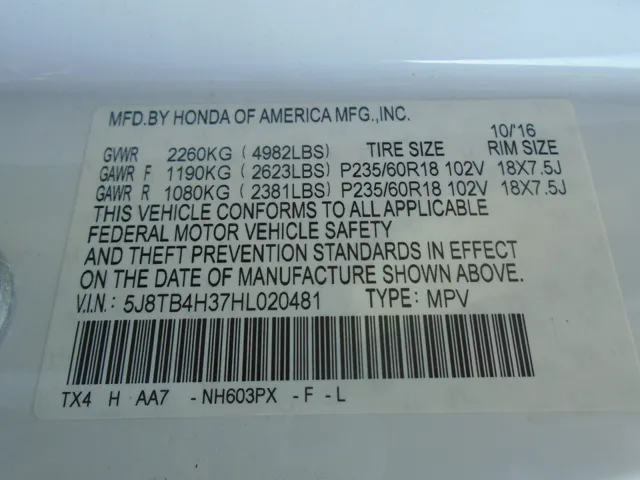 MFD.BY HONDA OF AMERICA MFG.,INC.
10/'16
GVWR 2260KG (4982LBS) TIRE SIZE RIM SIZE
GAWR F 1190KG (2623LBS) P235/60R18 102V 18X7.5J
GAWR R 1080KG (2381LBS) P235/60R18 102V 18X7.5J
THIS VEHICLE CONFORMS TO ALL APPLICABLE
FEDERAL MOTOR VEHICLE SAFETY
AND THEFT PREVENTION STANDARDS IN EFFECT
ON THE DATE OF MANUFACTURE SHOWN ABOVE.
V.I.N.: 5J8TB4H37HL020481 TYPE: MPV
TX4 H AA7 -NH603PX -F-L